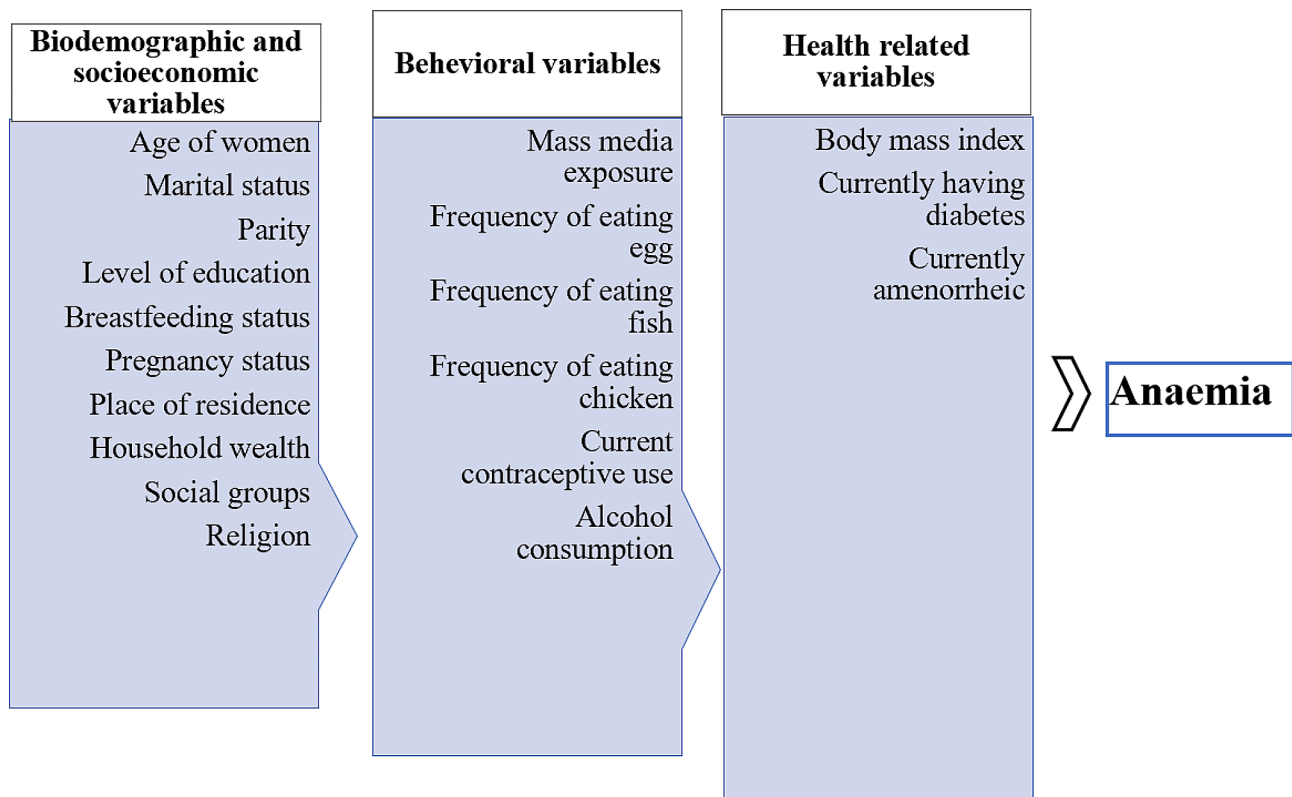 Biodemographic and
socioeconomic
variables
Age of women
Marital status
Parity
Level of education
Breastfeeding status
Pregnancy status
Place of residence
Household wealth
Social groups
Religion
Behevioral variables
Mass media
exposure
Frequency of eating
egg
Frequency of eating
fish
Frequency of eating
chicken
Current
contraceptive use
Alcohol
consumption
Health related
variables
Body mass index
Currently having
diabetes
Currently
amenorrheic
Anaemia